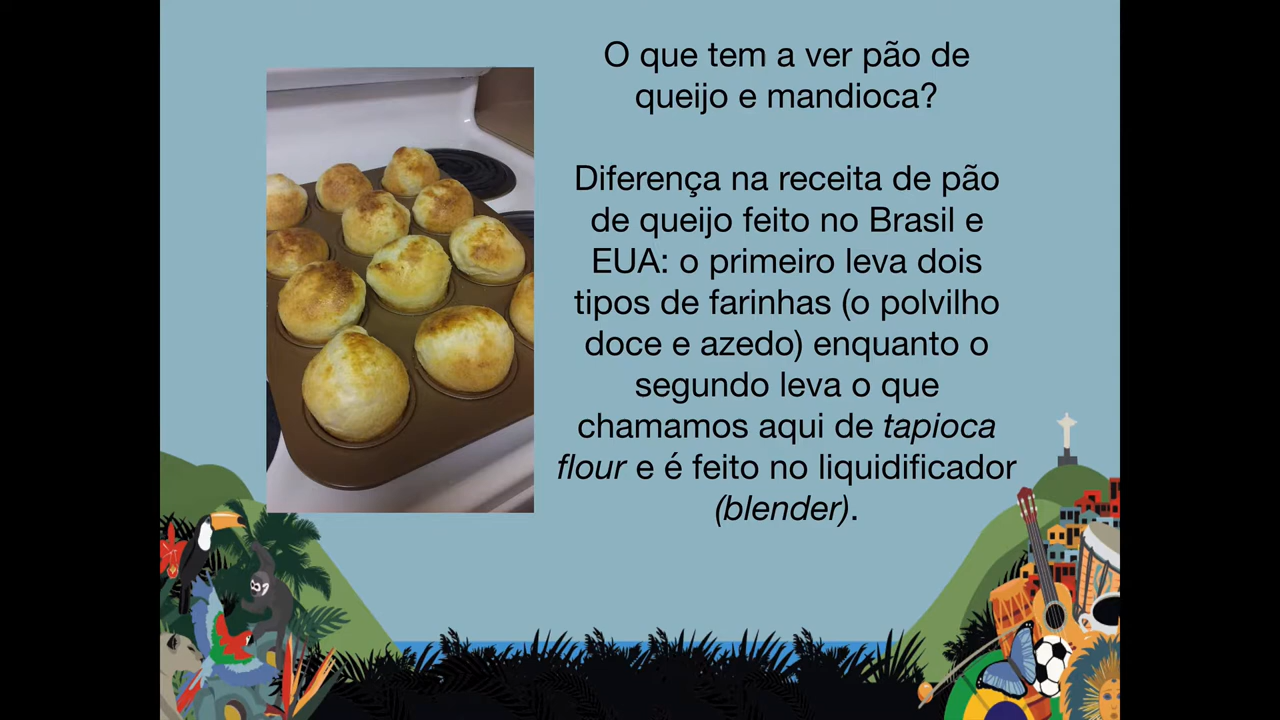 O que tem a ver pão de
queijo e mandioca?
Diferença na receita de pão
de queijo feito no Brasil e
EUA: o primeiro leva dois
tipos de farinhas (o polvilho
doce e azedo) enquanto o
segundo leva o que
chamamos aqui de tapioca
flour e é feito no liquidificador
(blender).